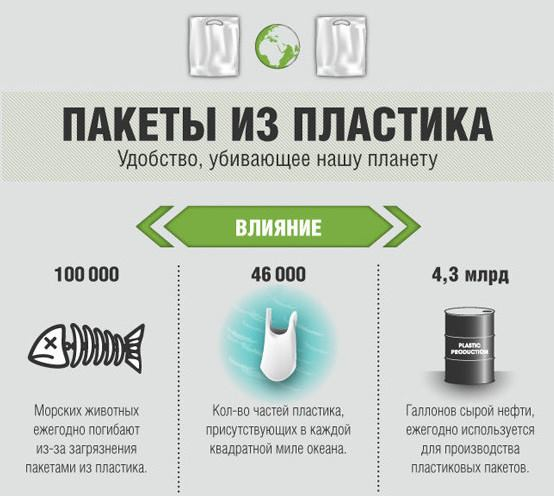 ПАКЕТЫ ИЗ ПЛАСТИКА
Удобство, убивающее нашу планету
ВЛИЯНИЕ
100 000
Морских животных
ежегодно погибают
из-за загрязнения
пакетами из пластика.
46 000
Кол-во частей пластика,
присутствующих в каждой
квадратной миле океана.
4,3 млрд
PLASTIC
PRODUCTION
Галлонов сырой нефти,
ежегодно используется
для производства
пластиковых пакетов.